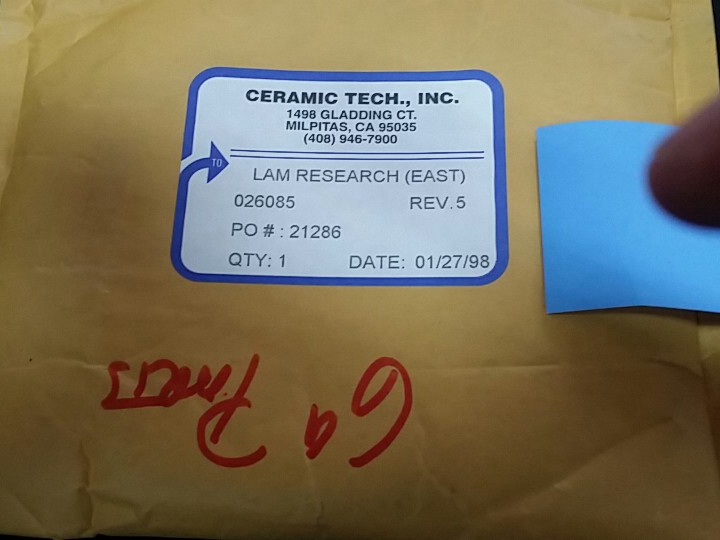 CERAMIC TECH., INC.
1498 GLADDING CT.
MILPITAS, CA 95035
(408) 946-7900
TO:
LAM RESEARCH (EAST)
026085 REV.5
PO # : 21286
QTY: 1 DATE: 01/27/98